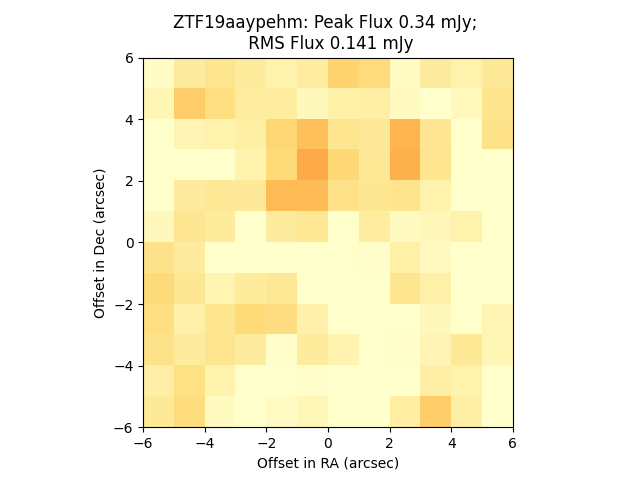 ZTF19aaypehm: Peak Flux 0.34 mJy;
RMS Flux 0.141 mJy
6
4
2
0
−2
−4
−6
Offset in Dec (arcsec)
−6 −4 −2 0 2 4 6
Offset in RA (arcsec)